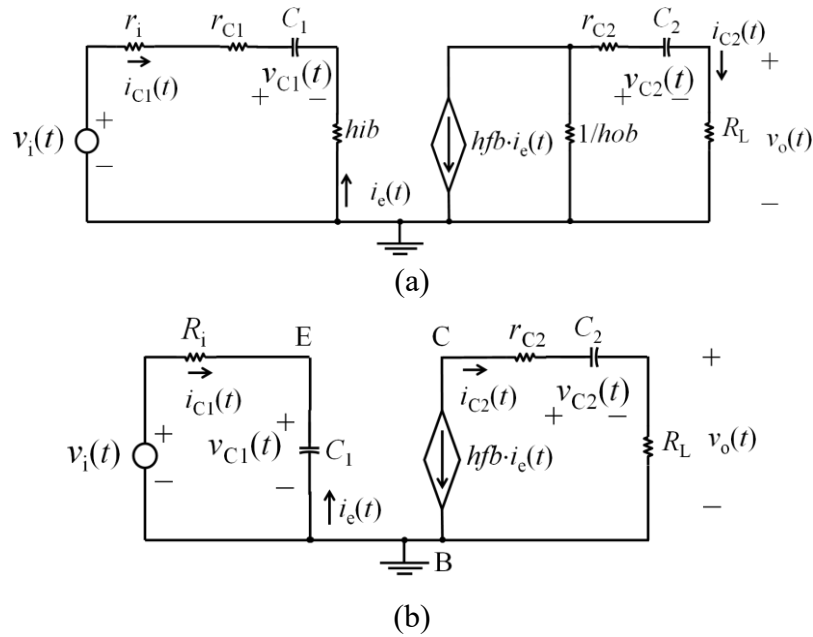 r_i r_C1 C_1 r_C2 C_2 i_C2(t)
i_C1(t) + v_C1(t) − + v_C2(t) − +
v_i(t) + − hib hfb·i_e(t) 1/hob R_L v_o(t)
i_e(t) −
(a)
R_i E C r_C2 C_2
i_C1(t) + i_C2(t) + v_C2(t) − +
v_i(t) + − v_C1(t) C_1 hfb·i_e(t) R_L v_o(t)
− i_e(t) −
B
(b)